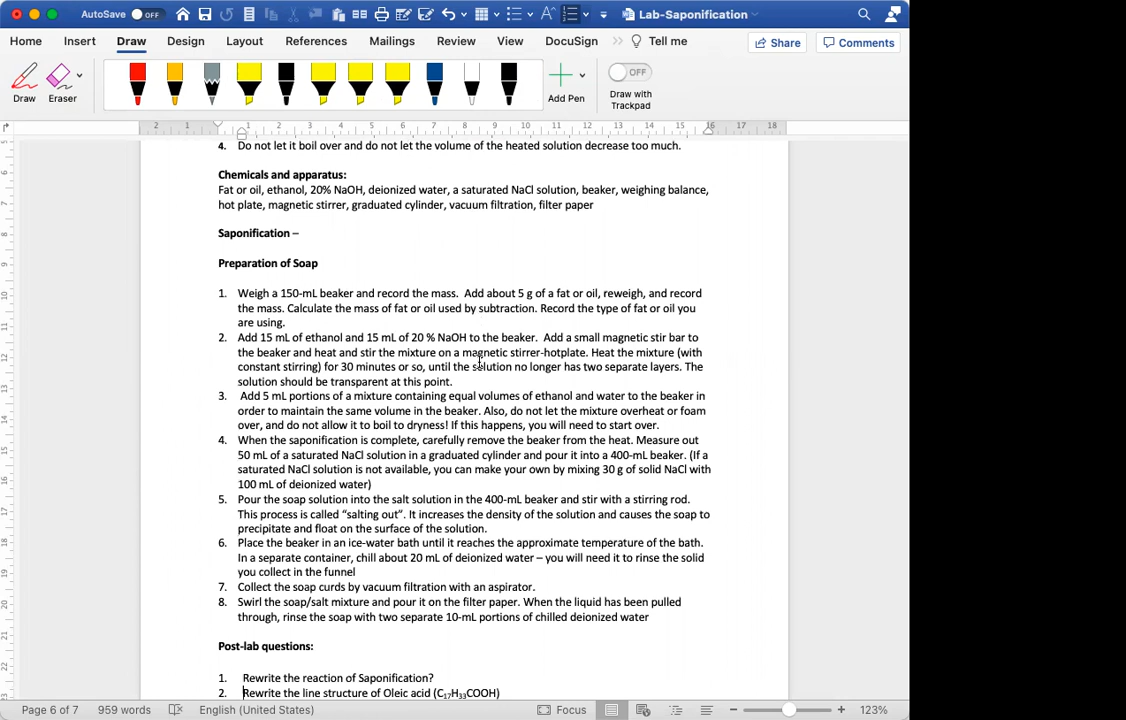 AutoSave OFF Lab-Saponification
Home Insert Draw Design Layout References Mailings Review View DocuSign Tell me Share Comments
Draw Eraser Add Pen OFF Draw with
Trackpad
2 1 1 2 3 4 5 6 7 8 9 10 11 12 13 14 15 16 17 18
4. Do not let it boil over and do not let the volume of the heated solution decrease too much.
Chemicals and apparatus:
Fat or oil, ethanol, 20% NaOH, deionized water, a saturated NaCl solution, beaker, weighing balance,
hot plate, magnetic stirrer, graduated cylinder, vacuum filtration, filter paper
Saponification –
Preparation of Soap
1. Weigh a 150-mL beaker and record the mass. Add about 5 g of a fat or oil, reweigh, and record
the mass. Calculate the mass of fat or oil used by subtraction. Record the type of fat or oil you
are using.
2. Add 15 mL of ethanol and 15 mL of 20 % NaOH to the beaker. Add a small magnetic stir bar to
the beaker and heat and stir the mixture on a magnetic stirrer-hotplate. Heat the mixture (with
constant stirring) for 30 minutes or so, until the solution no longer has two separate layers. The
solution should be transparent at this point.
3. Add 5 mL portions of a mixture containing equal volumes of ethanol and water to the beaker in
order to maintain the same volume in the beaker. Also, do not let the mixture overheat or foam
over, and do not allow it to boil to dryness! If this happens, you will need to start over.
4. When the saponification is complete, carefully remove the beaker from the heat. Measure out
50 mL of a saturated NaCl solution in a graduated cylinder and pour it into a 400-mL beaker. (If a
saturated NaCl solution is not available, you can make your own by mixing 30 g of solid NaCl with
100 mL of deionized water)
5. Pour the soap solution into the salt solution in the 400-mL beaker and stir with a stirring rod.
This process is called “salting out”. It increases the density of the solution and causes the soap to
precipitate and float on the surface of the solution.
6. Place the beaker in an ice-water bath until it reaches the approximate temperature of the bath.
In a separate container, chill about 20 mL of deionized water – you will need it to rinse the solid
you collect in the funnel
7. Collect the soap curds by vacuum filtration with an aspirator.
8. Swirl the soap/salt mixture and pour it on the filter paper. When the liquid has been pulled
through, rinse the soap with two separate 10-mL portions of chilled deionized water
Post-lab questions:
1. Rewrite the reaction of Saponification?
2. Rewrite the line structure of Oleic acid (C₁₇H₃₃COOH)
Page 6 of 7 959 words English (United States) Focus 123%